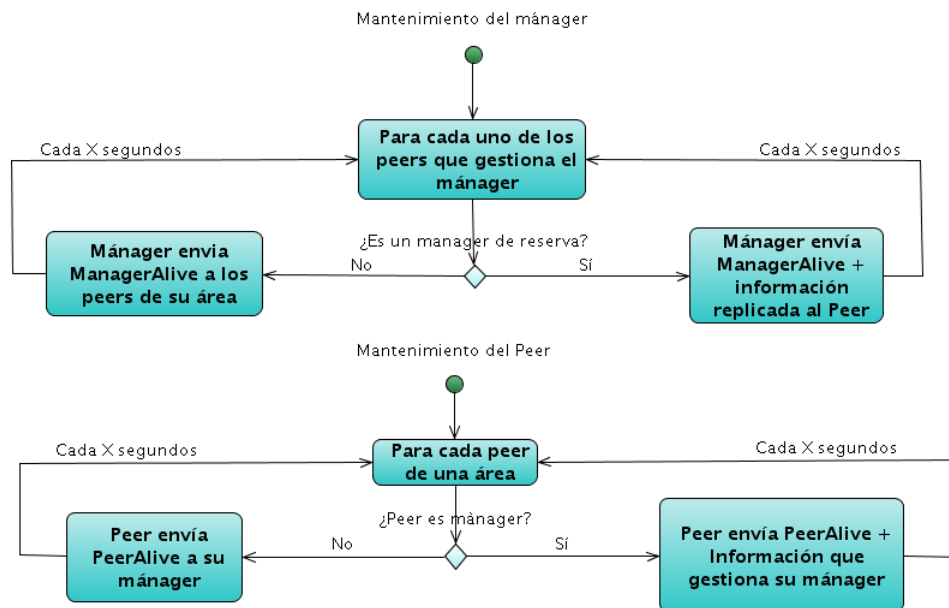 Mantenimiento del mánager
Para cada uno de los
peers que gestiona el
mánager
Cada X segundos
Cada X segundos
¿Es un manager de reserva?
No
Sí
Mánager envia
ManagerAlive a los
peers de su área
Mánager envía
ManagerAlive +
información
replicada al Peer
Mantenimiento del Peer
Para cada peer
de una área
Cada X segundos
Cada X segundos
¿Peer es mànager?
No
Sí
Peer envía
PeerAlive a su
mánager
Peer envía PeerAlive +
Información que
gestiona su mánager